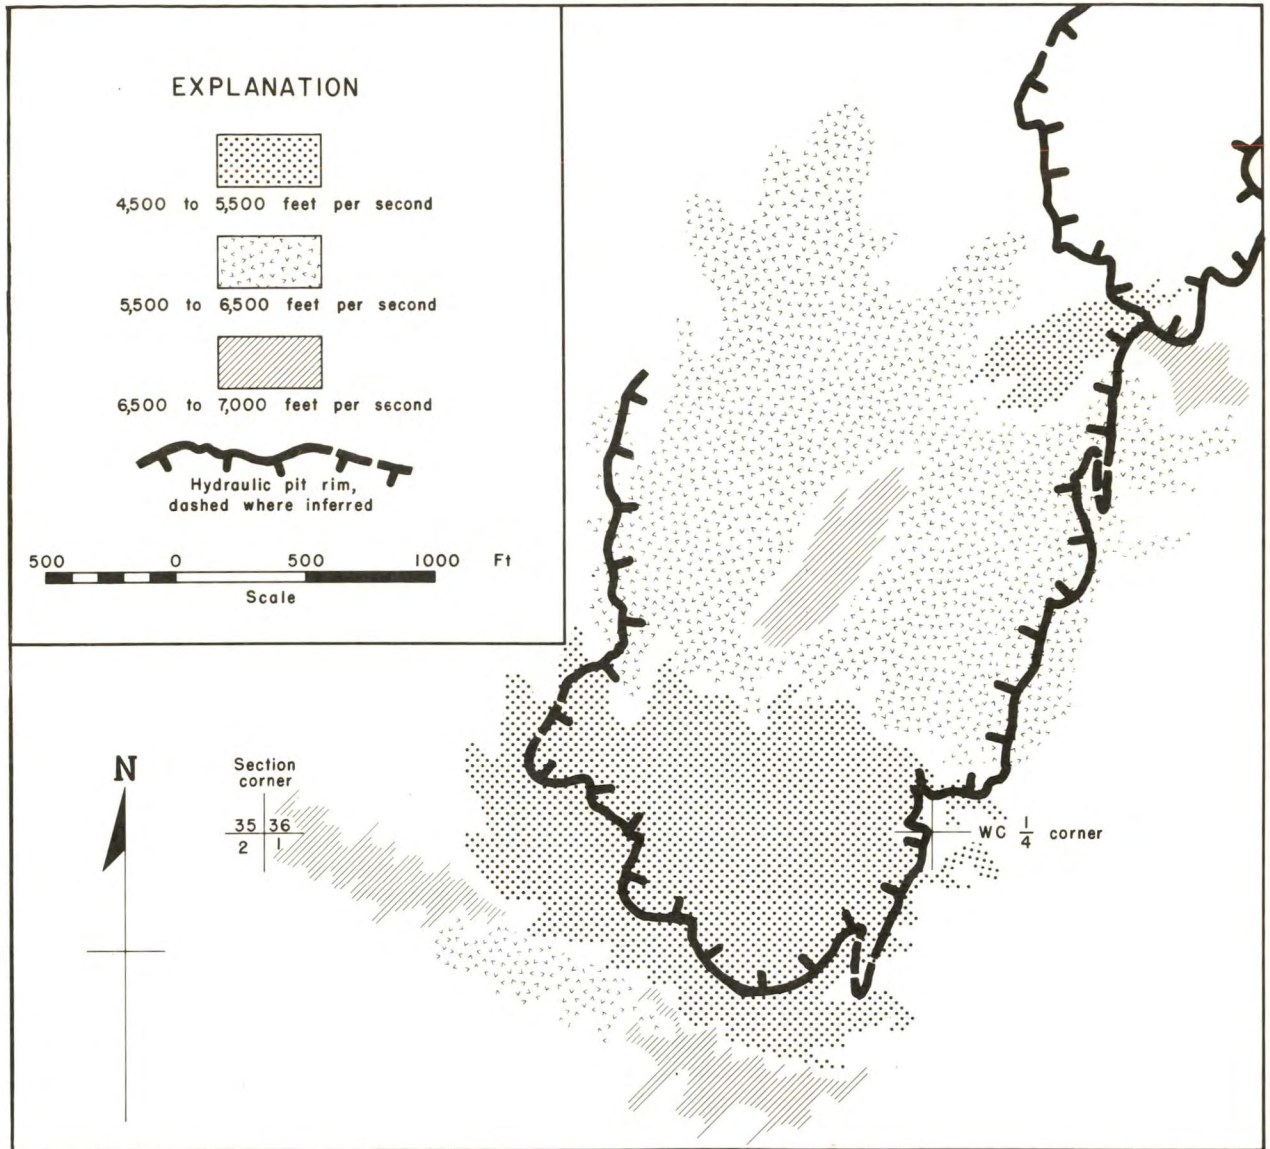 EXPLANATION
4,500 to 5,500 feet per second
5,500 to 6,500 feet per second
6,500 to 7,000 feet per second
Hydraulic pit rim,
dashed where inferred
500 0 500 1000 Ft
Scale
N
Section
corner
35 36
2 1
WC 1/4 corner